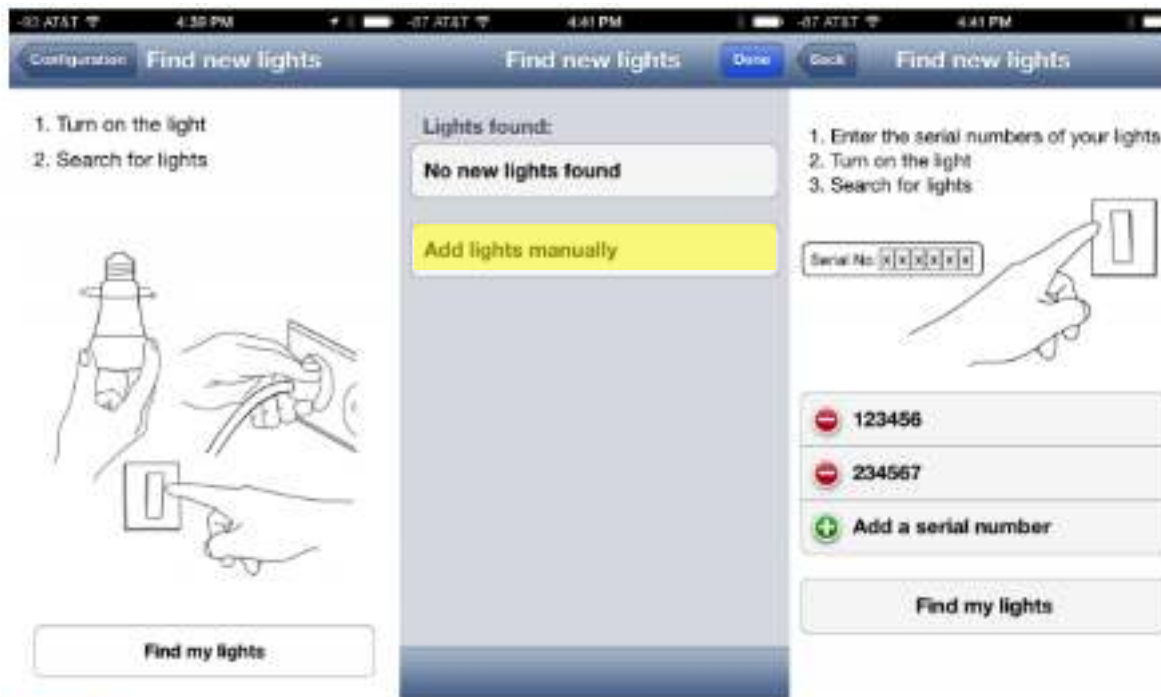 -93 AT&T 4:39 PM
Configuration Find new lights
1. Turn on the light
2. Search for lights
Find my lights
-87 AT&T 4:41 PM
Find new lights Done
Lights found:
No new lights found
Add lights manually
-87 AT&T 4:41 PM
Back Find new lights
1. Enter the serial numbers of your lights
2. Turn on the light
3. Search for lights
Serial No: x x x x x x
123456
234567
Add a serial number
Find my lights